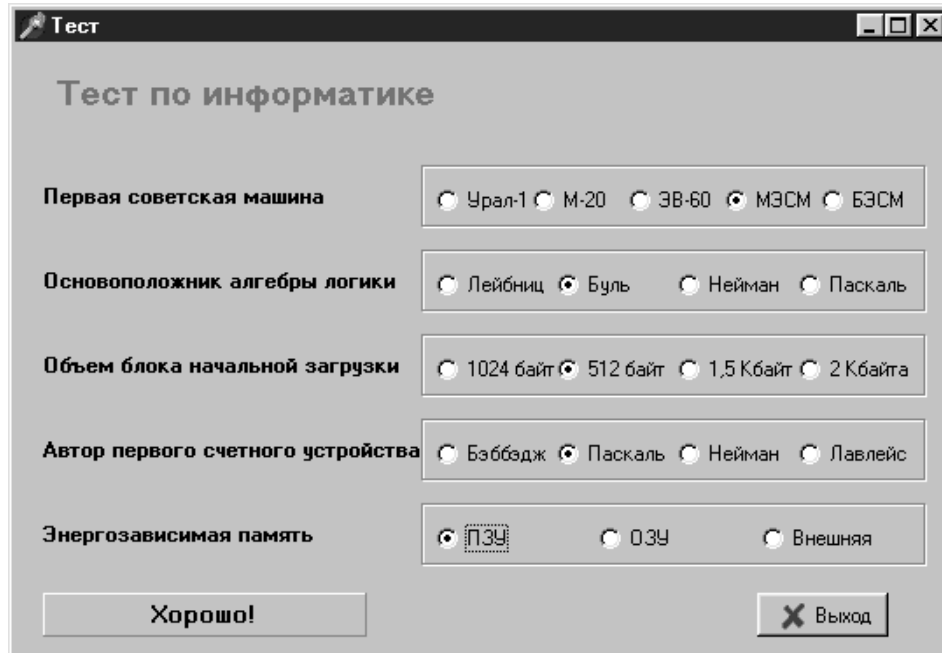 Тест
Тест по информатике
Первая советская машина Урал-1 М-20 ЭВ-60 МЭСМ БЭСМ
Основоположник алгебры логики Лейбниц Буль Нейман Паскаль
Объем блока начальной загрузки 1024 байт 512 байт 1,5 Кбайт 2 Кбайта
Автор первого счетного устройства Бэббэдж Паскаль Нейман Лавлейс
Энергозависимая память ПЗУ ОЗУ Внешняя
Хорошо! Выход